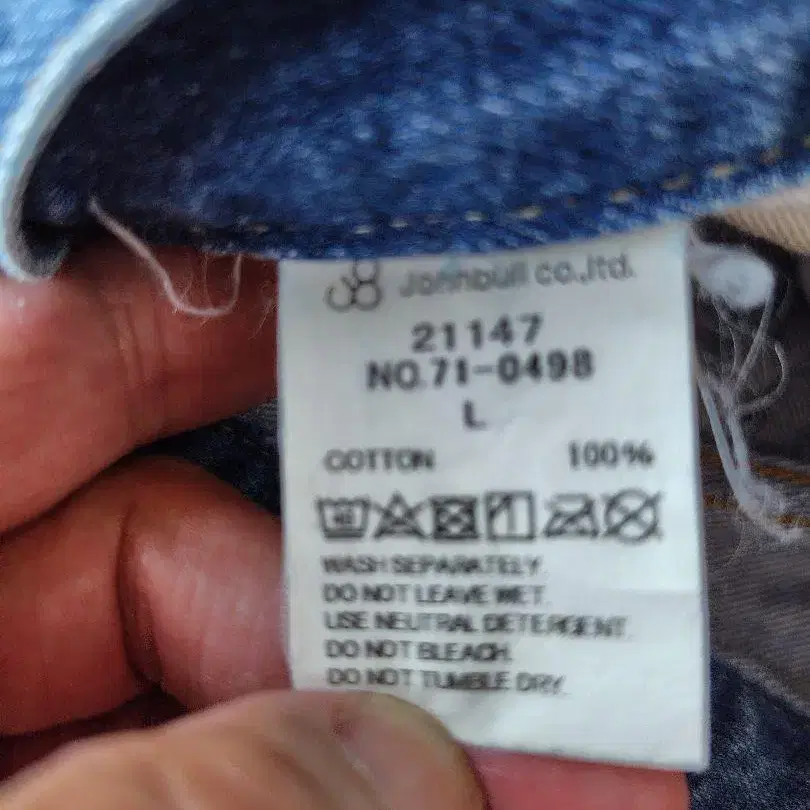 Johnbull co.,ltd.
21147
NO.71-0498
L
COTTON 100%
WASH SEPARATELY.
DO NOT LEAVE WET.
USE NEUTRAL DETERGENT.
DO NOT BLEACH.
DO NOT TUMBLE DRY.